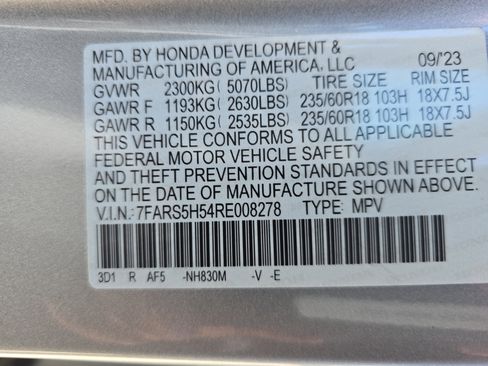 MFD. BY HONDA DEVELOPMENT &
MANUFACTURING OF AMERICA, LLC 09/'23
GVWR 2300KG ( 5070LBS) TIRE SIZE RIM SIZE
GAWR F 1193KG ( 2630LBS) 235/60R18 103H 18X7.5J
GAWR R 1150KG ( 2535LBS) 235/60R18 103H 18X7.5J
THIS VEHICLE CONFORMS TO ALL APPLICABLE
FEDERAL MOTOR VEHICLE SAFETY
AND THEFT PREVENTION STANDARDS IN EFFECT
ON THE DATE OF MANUFACTURE SHOWN ABOVE.
V.I.N.: 7FARS5H54RE008278 TYPE: MPV
3D1 R AF5 -NH830M -V -E